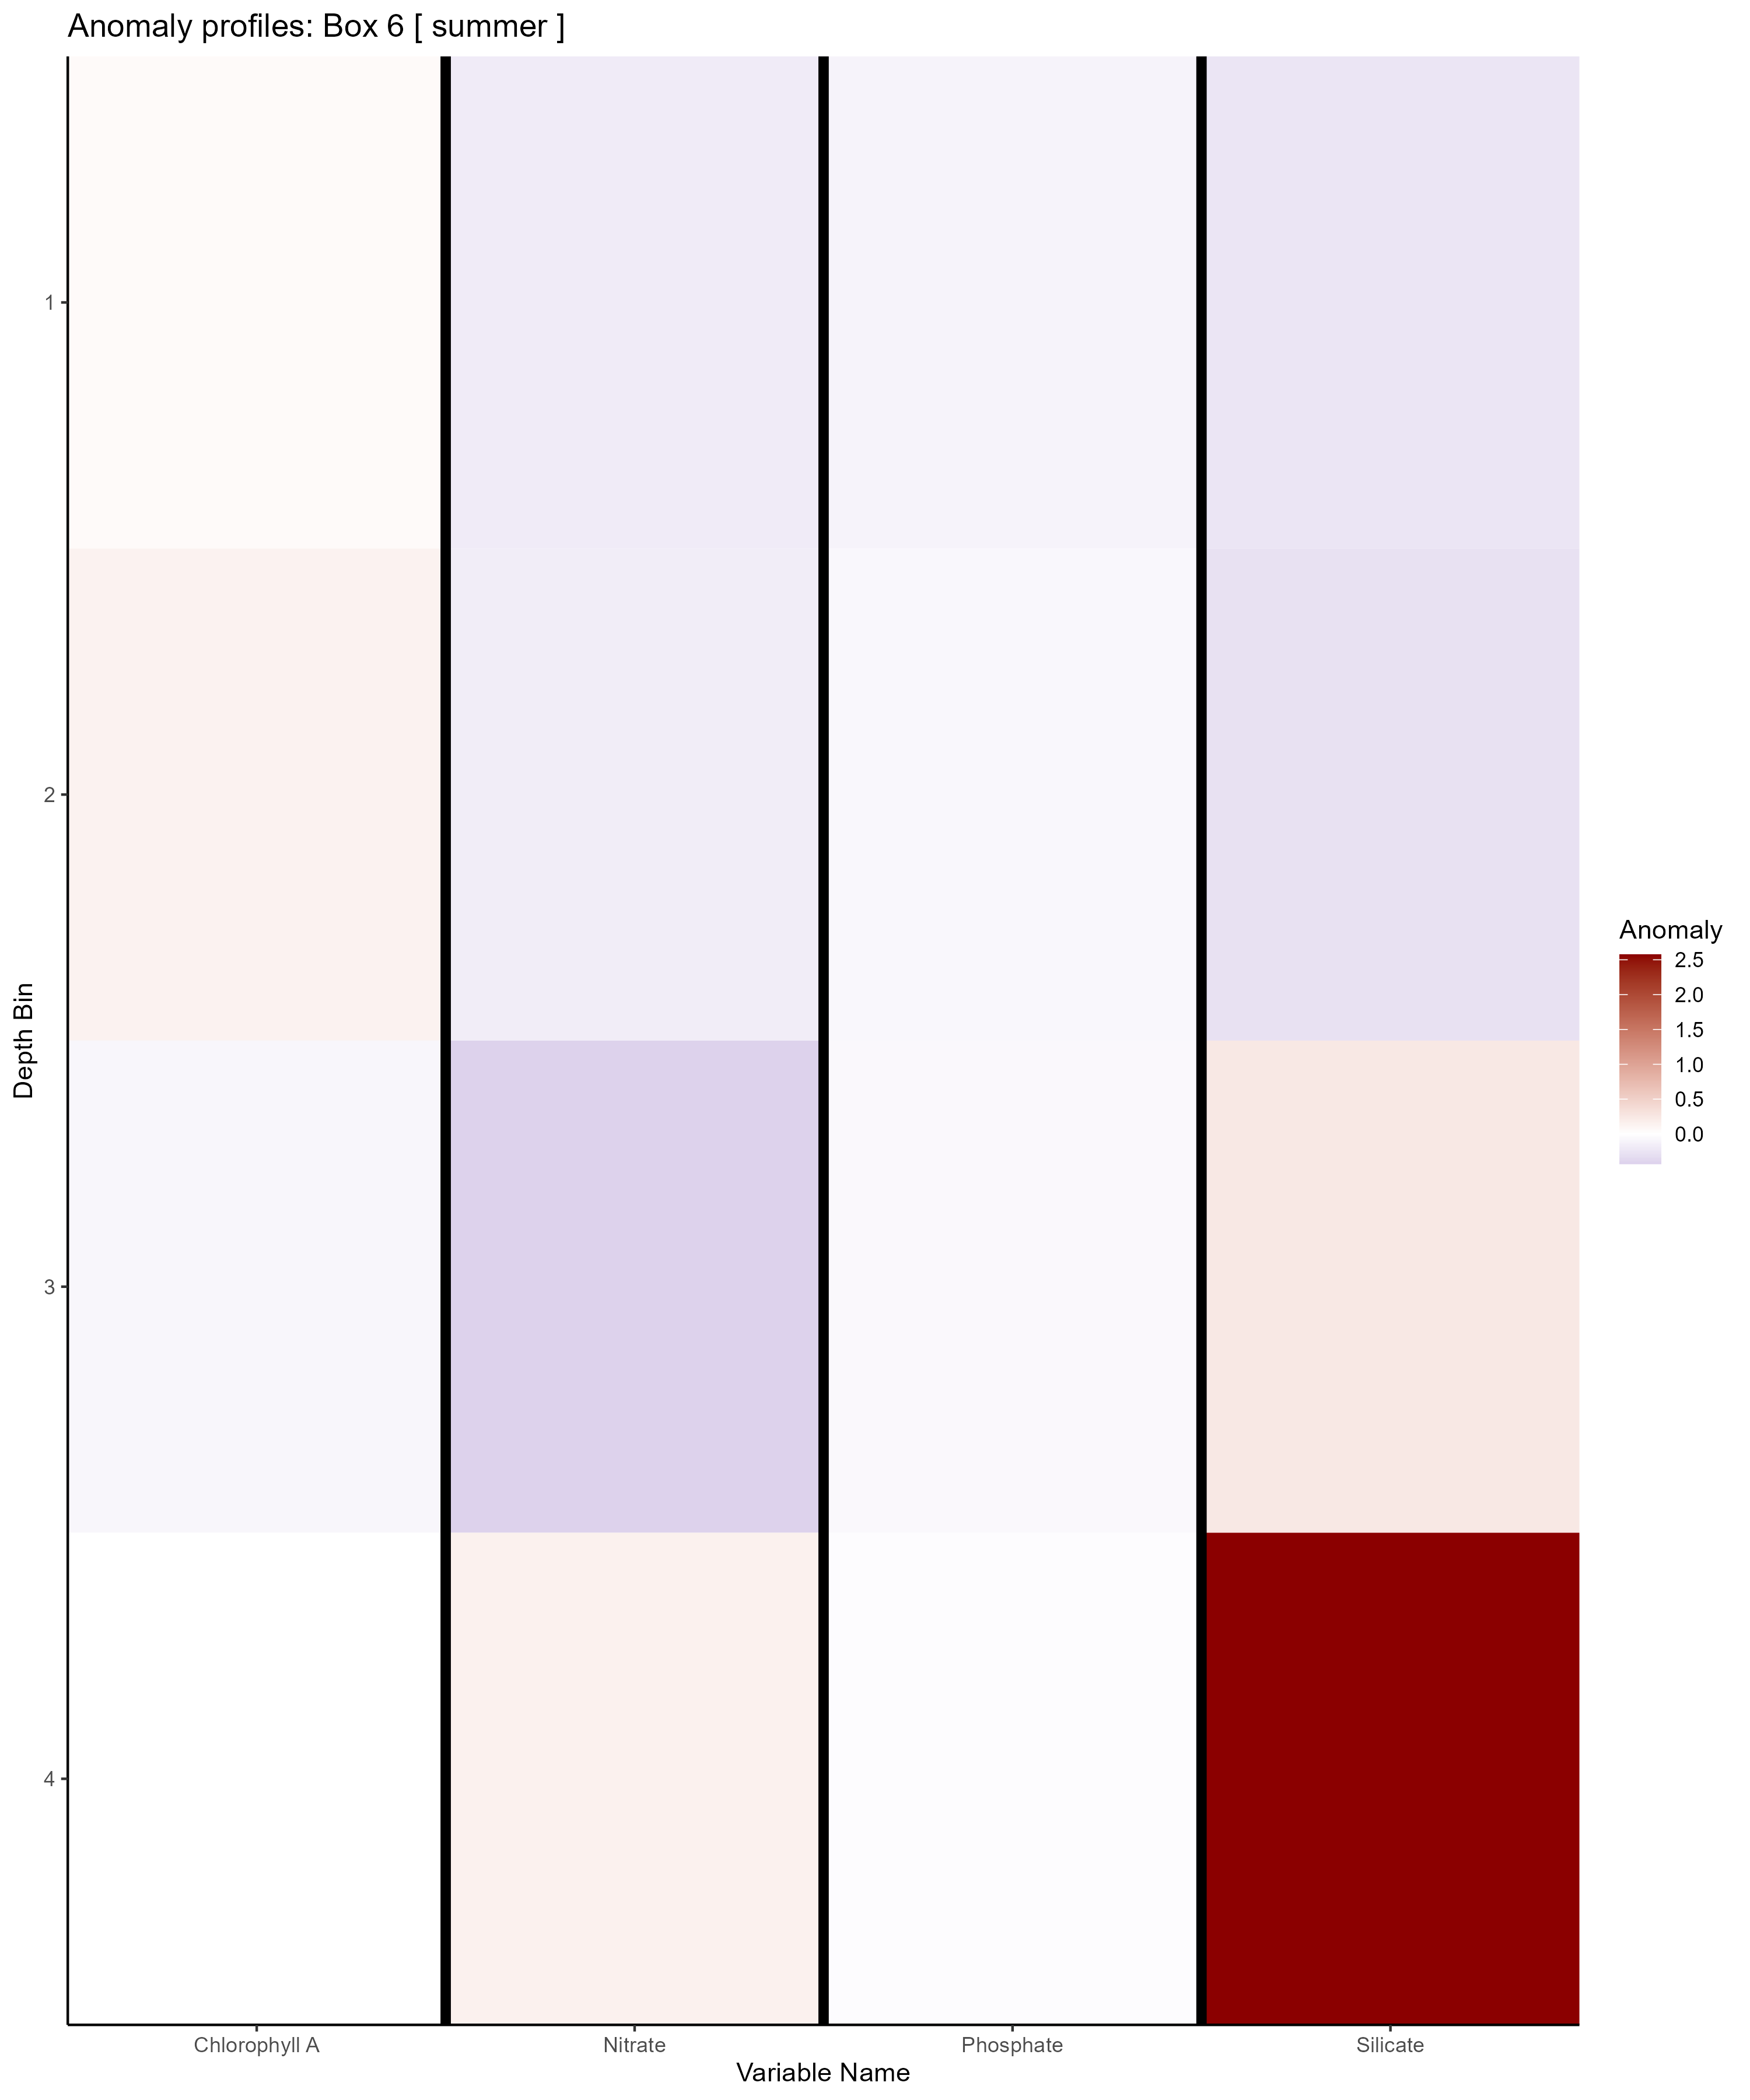 Anomaly profiles: Box 6 [ summer ]
Depth Bin
1
2
3
4
Chlorophyll A
Nitrate
Phosphate
Silicate
Variable Name
Anomaly
2.5
2.0
1.5
1.0
0.5
0.0